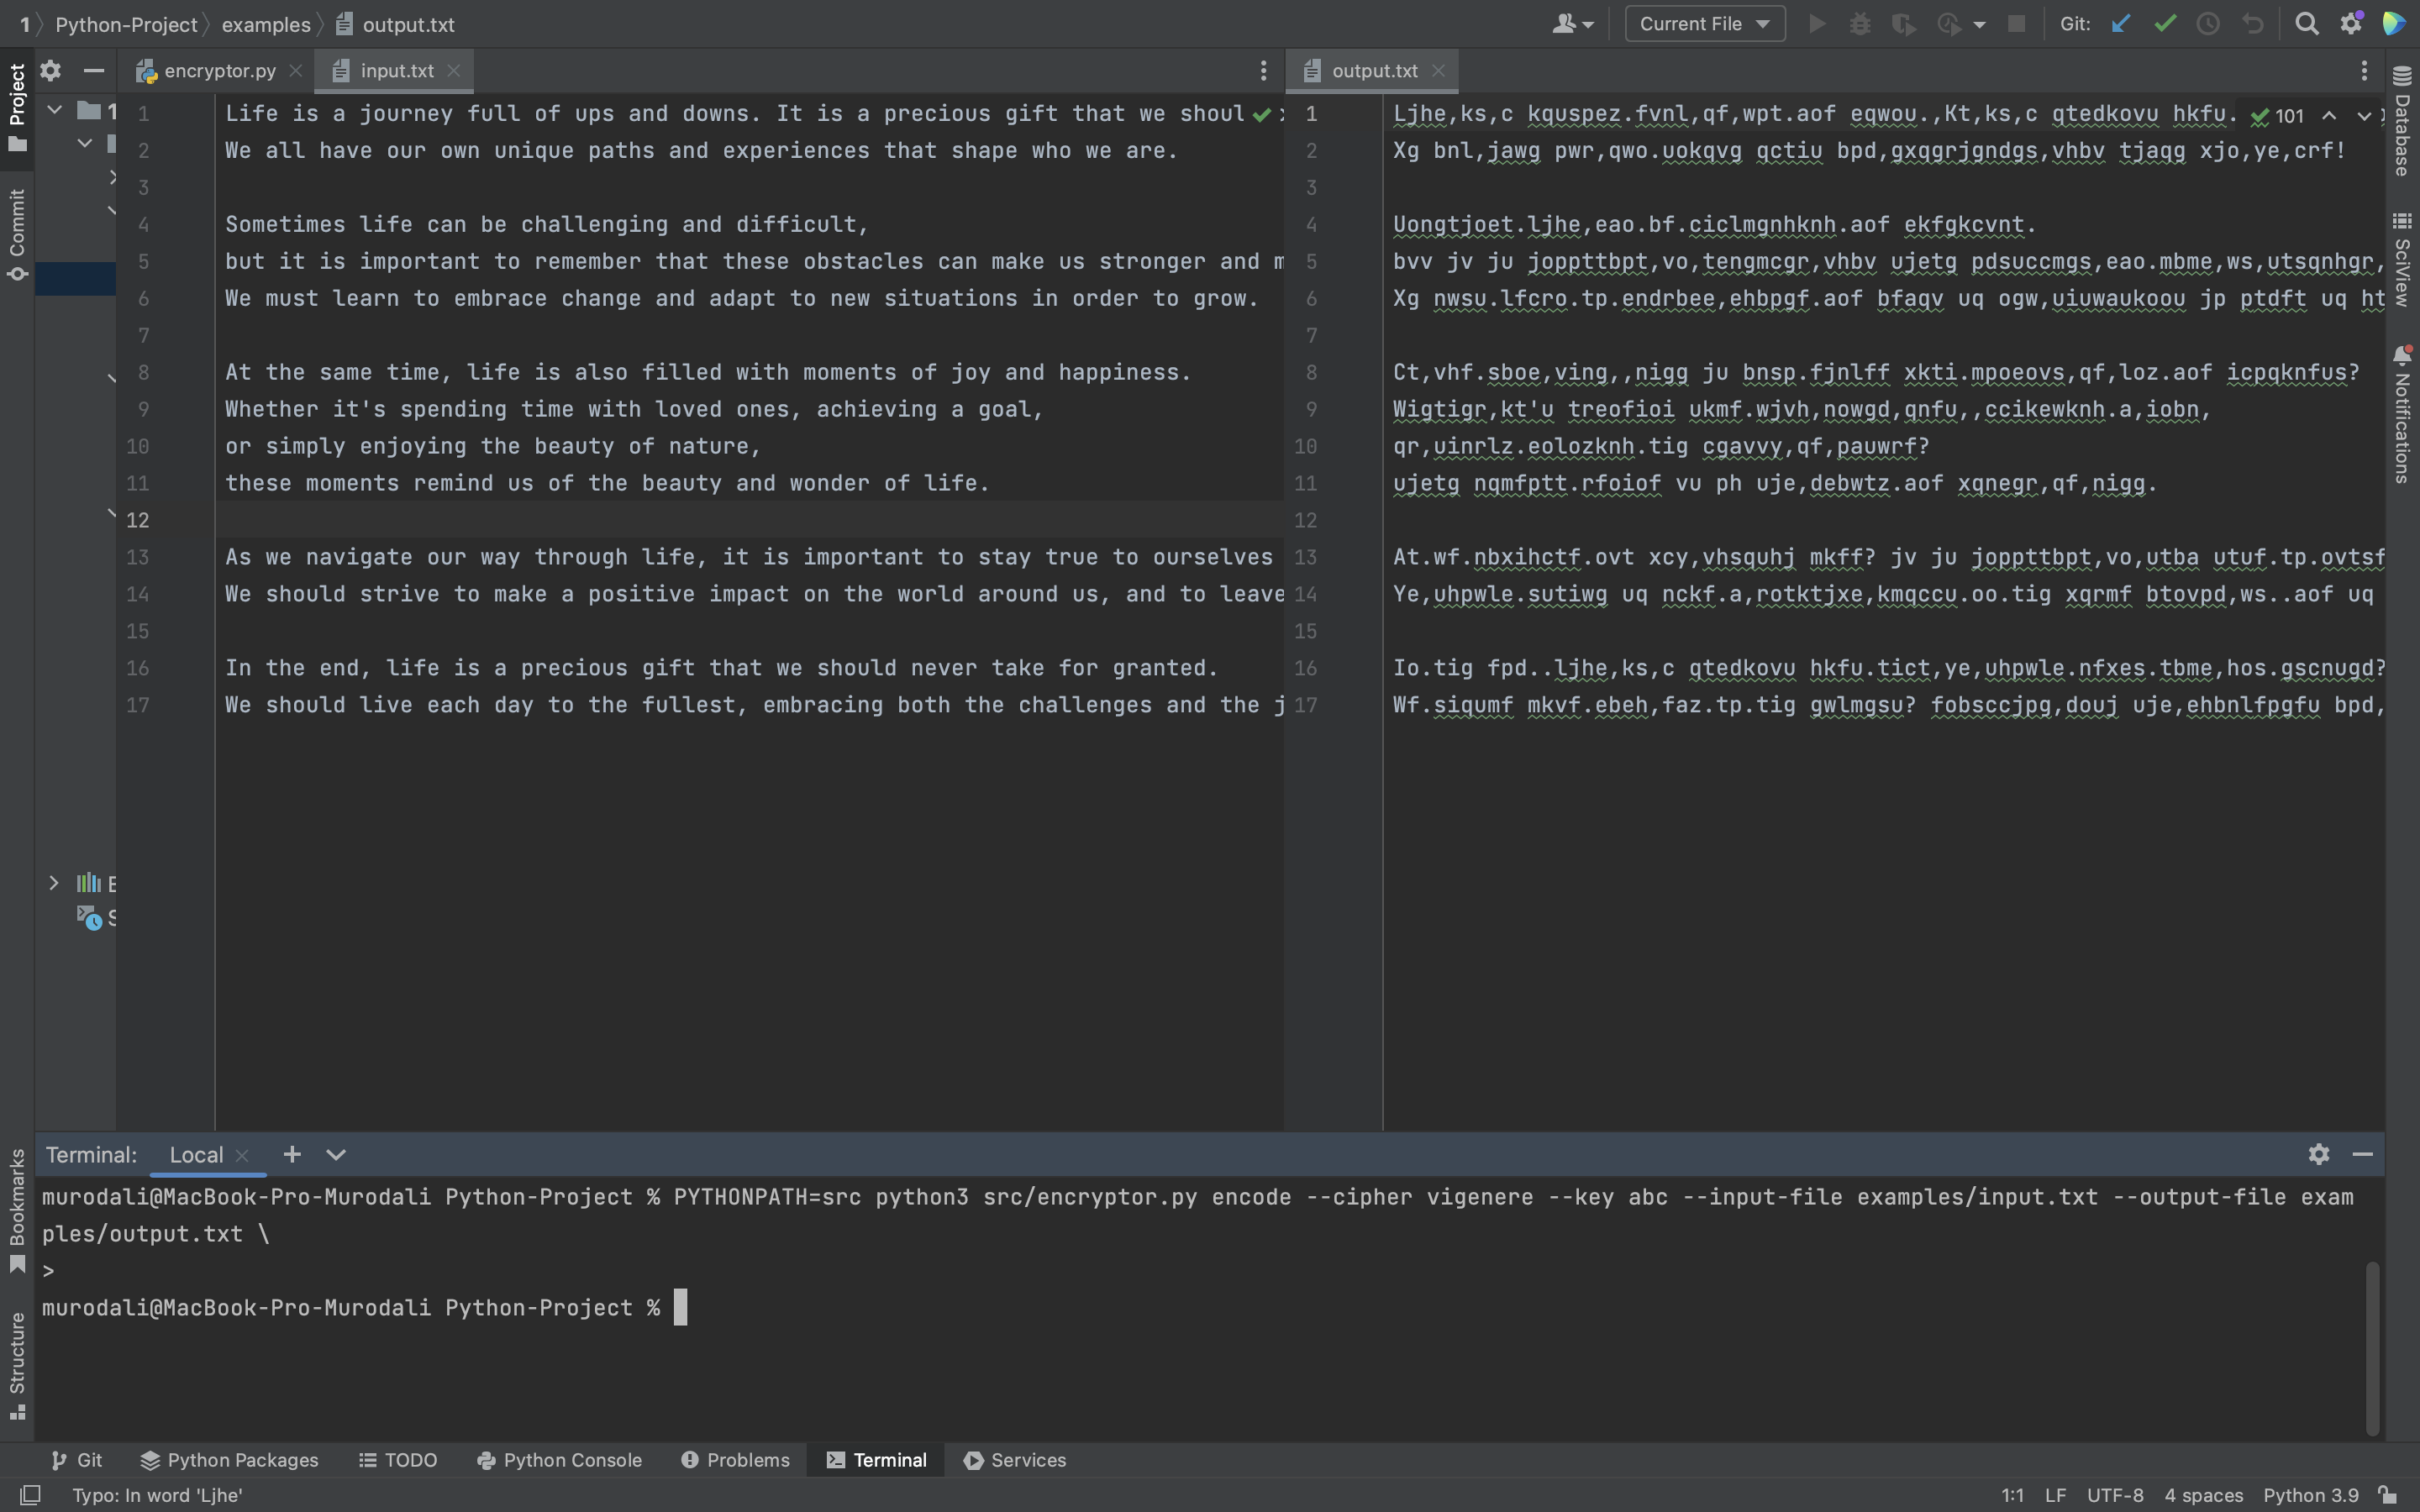 1 Python-Project examples output.txt
Current File Git:
encryptor.py input.txt output.txt
Project
Commit
Bookmarks
Structure
1 Life is a journey full of ups and downs. It is a precious gift that we shoul
2 We all have our own unique paths and experiences that shape who we are.
3
4 Sometimes life can be challenging and difficult,
5 but it is important to remember that these obstacles can make us stronger and m
6 We must learn to embrace change and adapt to new situations in order to grow.
7
8 At the same time, life is also filled with moments of joy and happiness.
9 Whether it's spending time with loved ones, achieving a goal,
10 or simply enjoying the beauty of nature,
11 these moments remind us of the beauty and wonder of life.
12
13 As we navigate our way through life, it is important to stay true to ourselves
14 We should strive to make a positive impact on the world around us, and to leave
15
16 In the end, life is a precious gift that we should never take for granted.
17 We should live each day to the fullest, embracing both the challenges and the j
1 Ljhe,ks,c kquspez.fvnl,qf,wpt.aof eqwou.,Kt,ks,c qtedkovu hkfu. 101
2 Xg bnl,jawg pwr,qwo.uokqvg qctiu bpd,gxqgrjgndgs,vhbv tjaqg xjo,ye,crf!
3
4 Uongtjoet.ljhe,eao.bf.ciclmgnhknh.aof ekfgkcvnt.
5 bvv jv ju joppttbpt,vo,tengmcgr,vhbv ujetg pdsuccmgs,eao.mbme,ws,utsqnhgr,
6 Xg nwsu.lfcro.tp.endrbee,ehbpgf.aof bfaqv uq ogw,uiuwaukoou jp ptdft uq ht
7
8 Ct,vhf.sboe,ving,,nigg ju bnsp.fjnlff xkti.mpoeovs,qf,loz.aof icpqknfus?
9 Wigtigr,kt'u treofioi ukmf.wjvh,nowgd,qnfu,,ccikewknh.a,iobn,
10 qr,uinrlz.eolozknh.tig cgavvy,qf,pauwrf?
11 ujetg nqmfptt.rfoiof vu ph uje,debwtz.aof xqnegr,qf,nigg.
12
13 At.wf.nbxihctf.ovt xcy,vhsquhj mkff? jv ju joppttbpt,vo,utba utuf.tp.ovtsf
14 Ye,uhpwle.sutiwg uq nckf.a,rotktjxe,kmqccu.oo.tig xqrmf btovpd,ws..aof uq
15
16 Io.tig fpd..ljhe,ks,c qtedkovu hkfu.tict,ye,uhpwle.nfxes.tbme,hos.gscnugd?
17 Wf.siqumf mkvf.ebeh,faz.tp.tig gwlmgsu? fobsccjpg,douj uje,ehbnlfpgfu bpd,
Database
SciView
Notifications
Terminal: Local
murodali@MacBook-Pro-Murodali Python-Project % PYTHONPATH=src python3 src/encryptor.py encode --cipher vigenere --key abc --input-file examples/input.txt --output-file exam
ples/output.txt \
>
murodali@MacBook-Pro-Murodali Python-Project %
Git Python Packages TODO Python Console Problems Terminal Services
Typo: In word 'Ljhe' 1:1 LF UTF-8 4 spaces Python 3.9